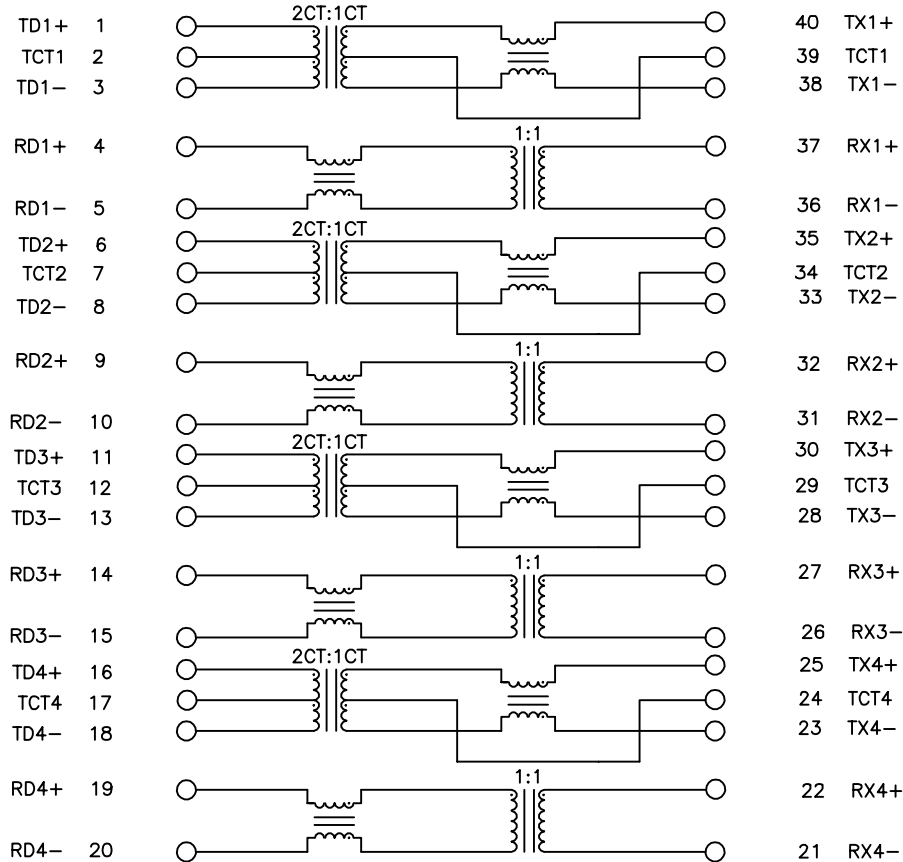 2CT:1CT
TD1+ 1 40 TX1+
TCT1 2 39 TCT1
TD1− 3 38 TX1−
1:1
RD1+ 4 37 RX1+
RD1− 5 36 RX1−
2CT:1CT
TD2+ 6 35 TX2+
TCT2 7 34 TCT2
TD2− 8 33 TX2−
1:1
RD2+ 9 32 RX2+
RD2− 10 31 RX2−
2CT:1CT
TD3+ 11 30 TX3+
TCT3 12 29 TCT3
TD3− 13 28 TX3−
1:1
RD3+ 14 27 RX3+
RD3− 15 26 RX3−
2CT:1CT
TD4+ 16 25 TX4+
TCT4 17 24 TCT4
TD4− 18 23 TX4−
1:1
RD4+ 19 22 RX4+
RD4− 20 21 RX4−